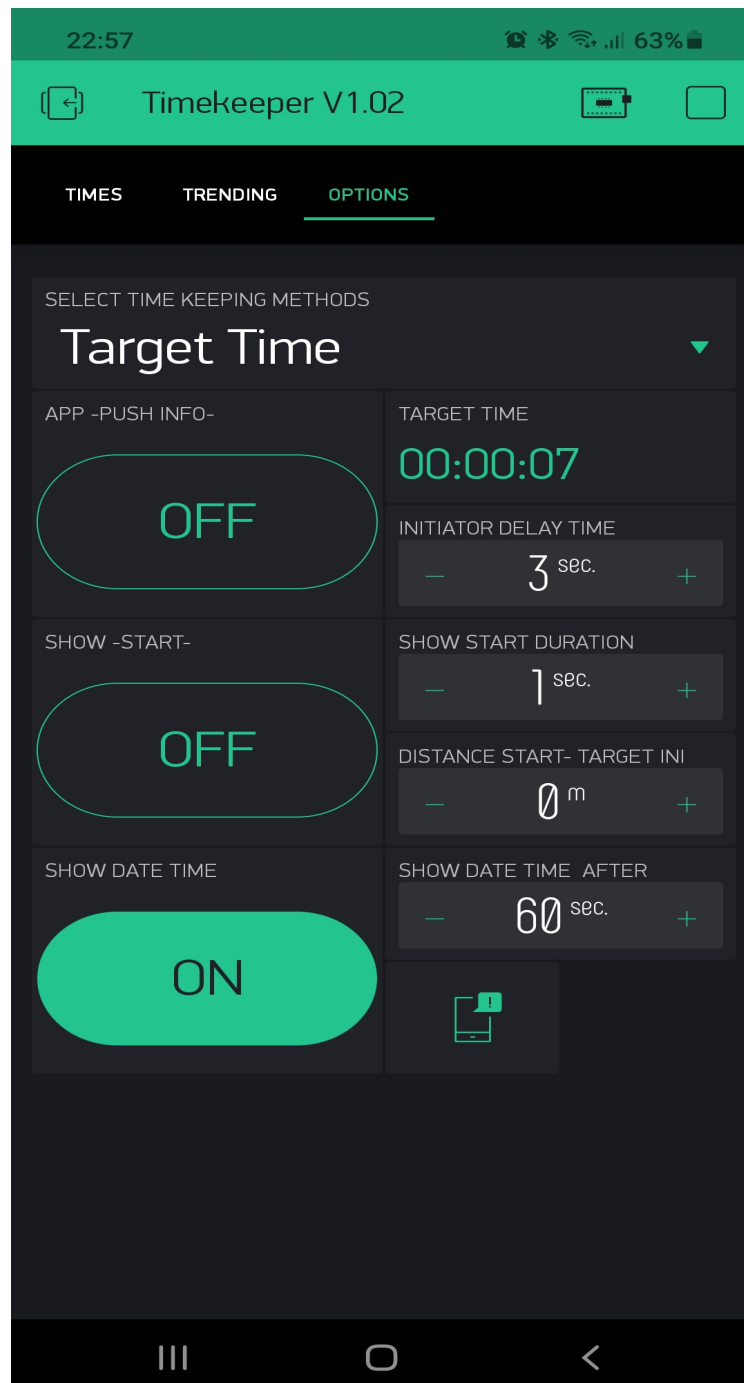 22:57
63%
Timekeeper V1.02
TIMES TRENDING OPTIONS
SELECT TIME KEEPING METHODS
Target Time
APP -PUSH INFO-
OFF
TARGET TIME
00:00:07
INITIATOR DELAY TIME
– 3 sec. +
SHOW -START-
OFF
SHOW START DURATION
– 1 sec. +
DISTANCE START- TARGET INI
– 0 m +
SHOW DATE TIME
ON
SHOW DATE TIME AFTER
– 60 sec. +
!